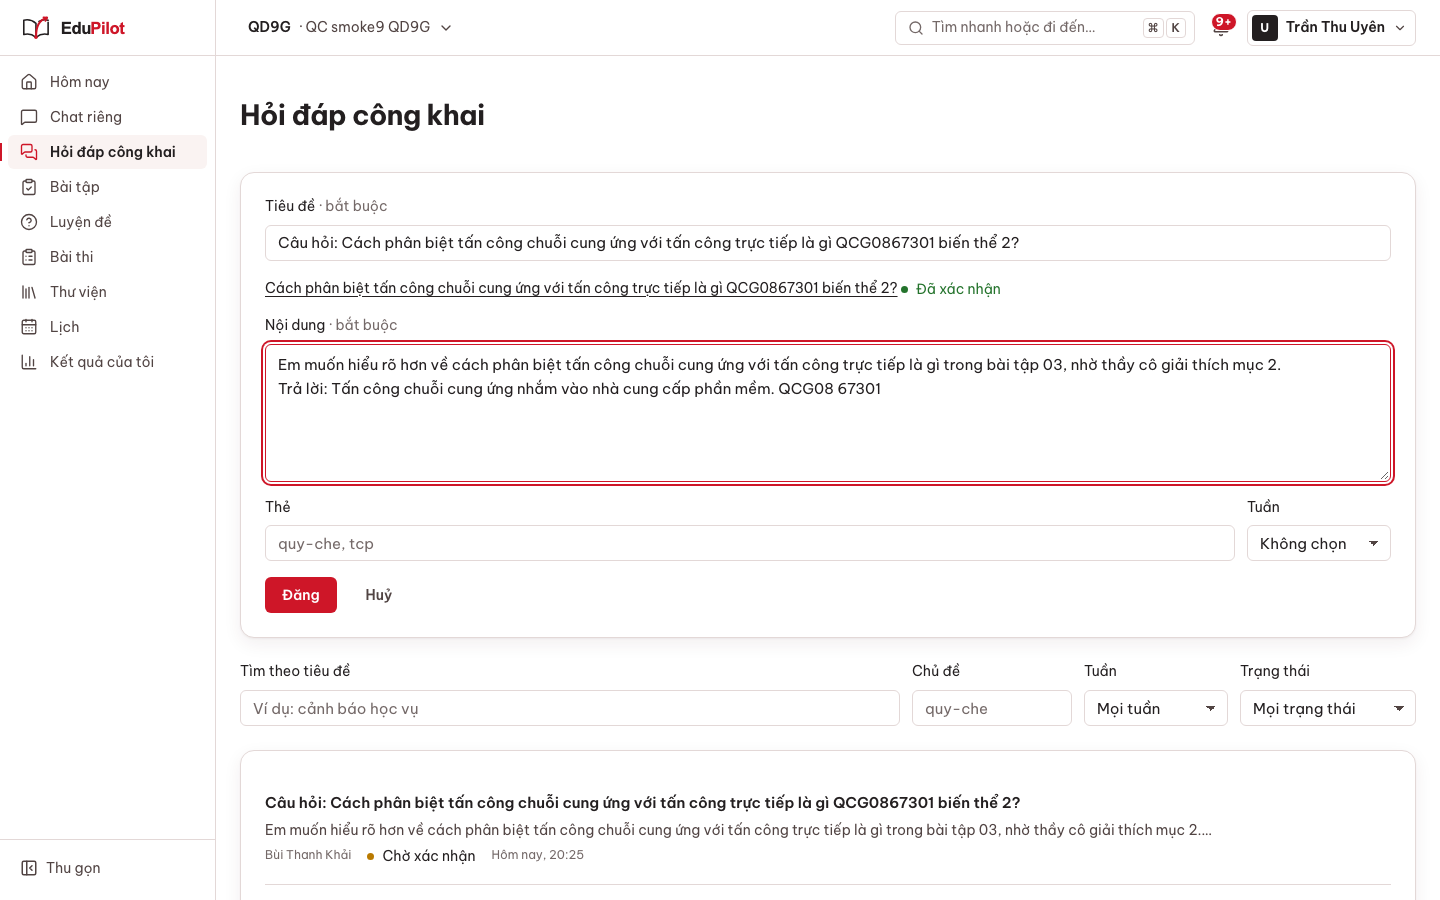 EduPilot
QD9G · QC smoke9 QD9G
Tìm nhanh hoặc đi đến...
⌘ K
9+
U
Trần Thu Uyên
Hôm nay
Chat riêng
Hỏi đáp công khai
Bài tập
Luyện đề
Bài thi
Thư viện
Lịch
Kết quả của tôi
Thu gọn
Hỏi đáp công khai
Tiêu đề · bắt buộc
Câu hỏi: Cách phân biệt tấn công chuỗi cung ứng với tấn công trực tiếp là gì QCG0867301 biến thể 2?
Cách phân biệt tấn công chuỗi cung ứng với tấn công trực tiếp là gì QCG0867301 biến thể 2? Đã xác nhận
Nội dung · bắt buộc
Em muốn hiểu rõ hơn về cách phân biệt tấn công chuỗi cung ứng với tấn công trực tiếp là gì trong bài tập 03, nhờ thầy cô giải thích mục 2.
Trả lời: Tấn công chuỗi cung ứng nhắm vào nhà cung cấp phần mềm. QCG08 67301
Thẻ
Tuần
quy-che, tcp
Không chọn
Đăng
Huỷ
Tìm theo tiêu đề
Chủ đề
Tuần
Trạng thái
Ví dụ: cảnh báo học vụ
quy-che
Mọi tuần
Mọi trạng thái
Câu hỏi: Cách phân biệt tấn công chuỗi cung ứng với tấn công trực tiếp là gì QCG0867301 biến thể 2?
Em muốn hiểu rõ hơn về cách phân biệt tấn công chuỗi cung ứng với tấn công trực tiếp là gì trong bài tập 03, nhờ thầy cô giải thích mục 2....
Bùi Thanh Khải Chờ xác nhận Hôm nay, 20:25